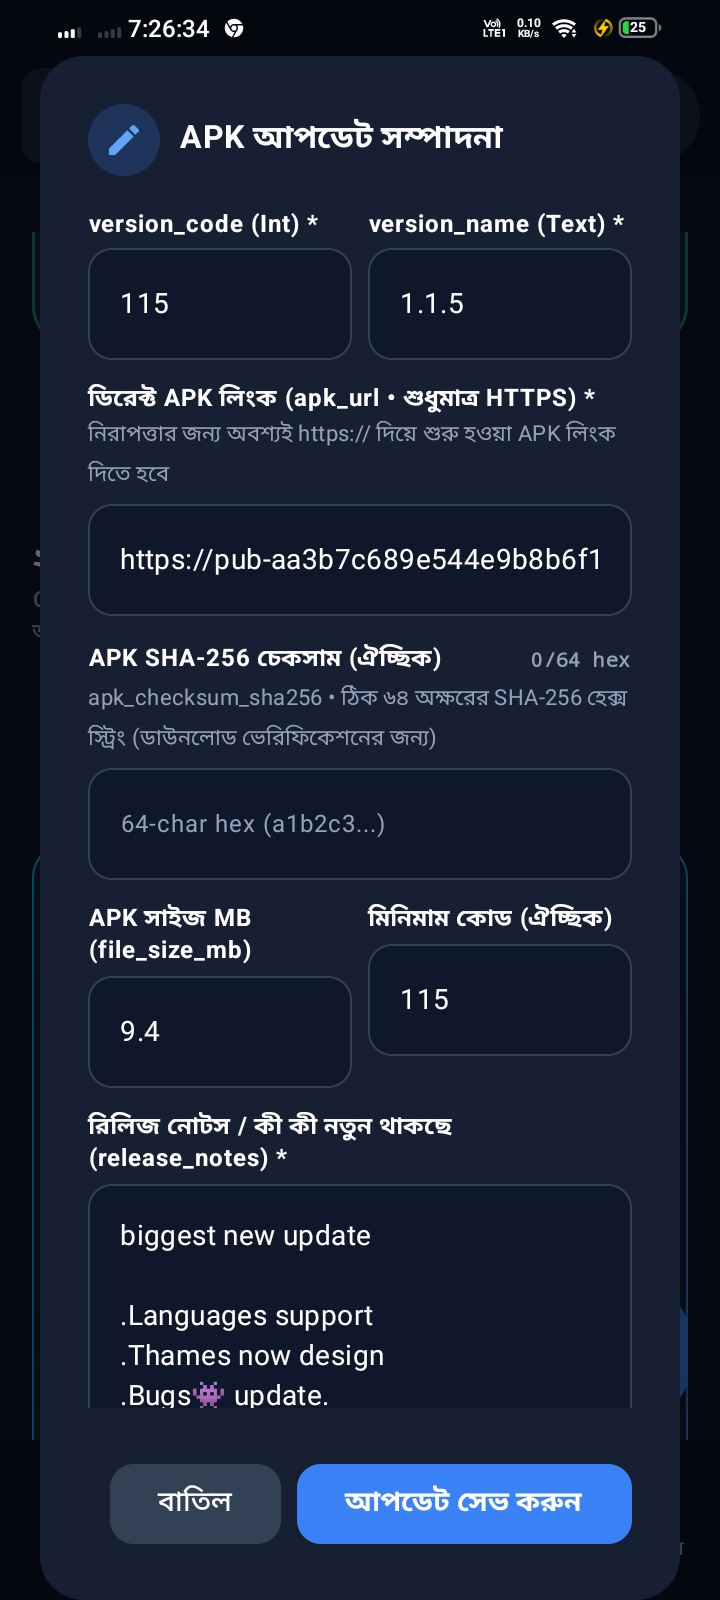 7:26:34
Vo) LTE1
0.10 KB/s
25
APK আপডেট সম্পাদনা
version_code (Int) * version_name (Text) *
115 1.1.5
ডিরেক্ট APK লিংক (apk_url • শুধুমাত্র HTTPS) *
নিরাপত্তার জন্য অবশ্যই https:// দিয়ে শুরু হওয়া APK লিংক
দিতে হবে
https://pub-aa3b7c689e544e9b8b6f1
APK SHA-256 চেকসাম (ঐচ্ছিক) 0/64 hex
apk_checksum_sha256 • ঠিক ৬৪ অক্ষরের SHA-256 হেক্স
স্ট্রিং (ডাউনলোড ভেরিফিকেশনের জন্য)
64-char hex (a1b2c3...)
APK সাইজ MB
(file_size_mb)
মিনিমাম কোড (ঐচ্ছিক)
9.4
115
রিলিজ নোটস / কী কী নতুন থাকছে
(release_notes) *
biggest new update
.Languages support
.Thames now design
.Bugs👾 update.
বাতিল আপডেট সেভ করুন